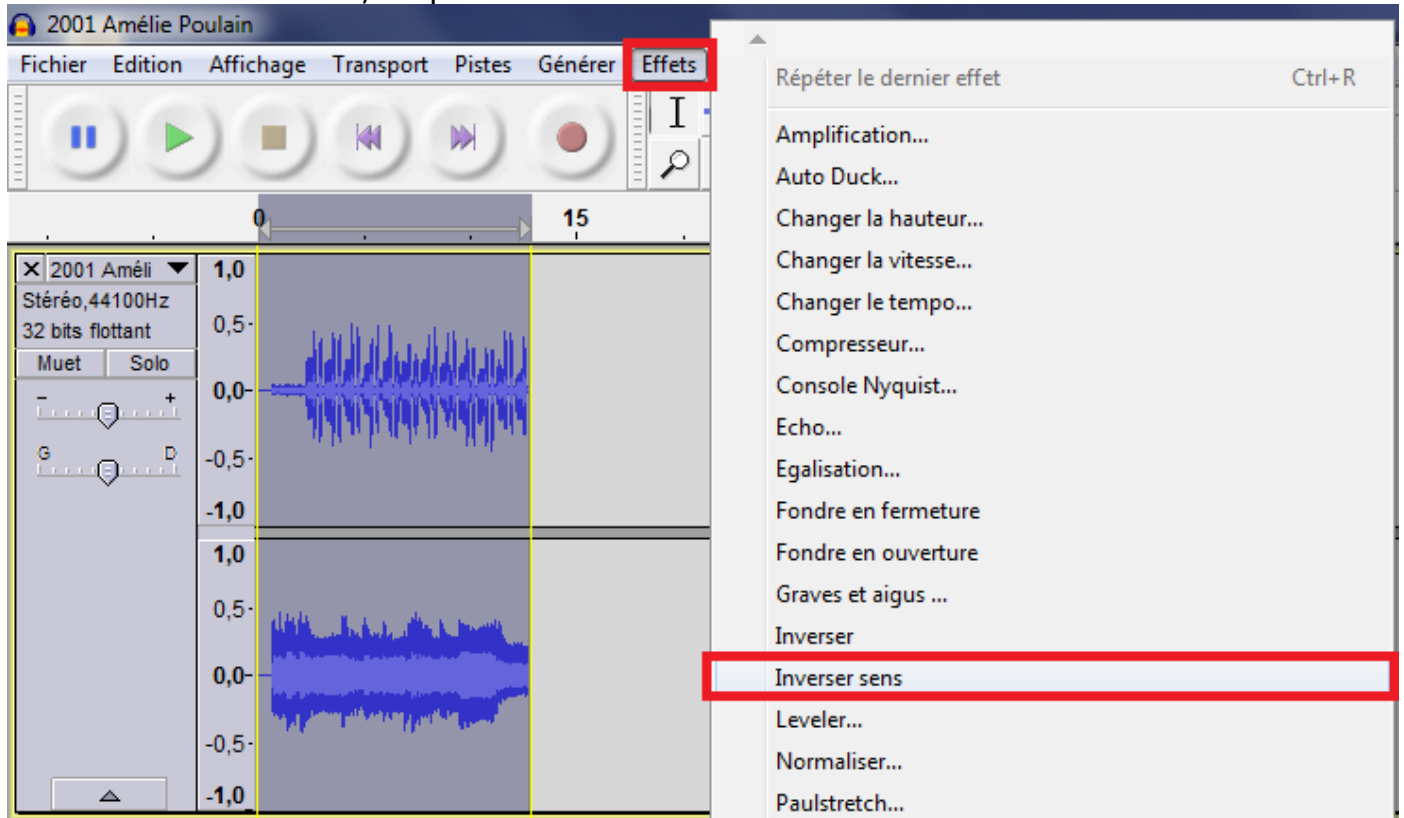 2001 Amélie Poulain
Fichier Edition Affichage Transport Pistes Générer Effets
Répéter le dernier effet Ctrl+R
Amplification...
Auto Duck...
Changer la hauteur...
Changer la vitesse...
Changer le tempo...
Compresseur...
Console Nyquist...
Echo...
Egalisation...
Fondre en fermeture
Fondre en ouverture
Graves et aigus ...
Inverser
Inverser sens
Leveler...
Normaliser...
Paulstretch...
0 15
X 2001 Améli
Stéréo,44100Hz
32 bits flottant
Muet Solo
- +
G D
1,0
0,5
0,0
-0,5
-1,0
1,0
0,5
0,0
-0,5
-1,0